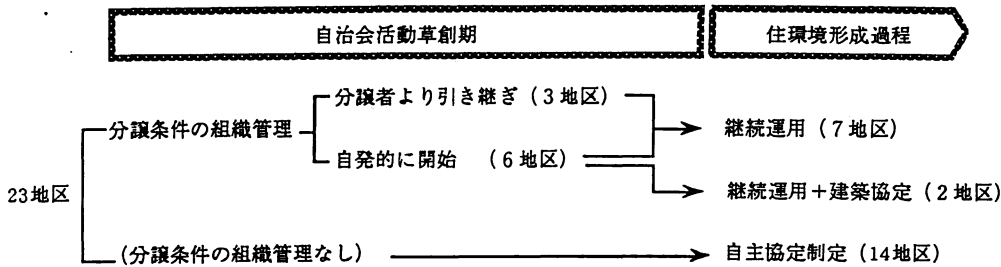 自治会活動草創期
住環境形成過程
分譲者より引き継ぎ（3地区）
分譲条件の組織管理
継続運用（7地区）
自発的に開始　（6地区）
23地区
継続運用＋建築協定（2地区）
（分譲条件の組織管理なし）
自主協定制定（14地区）